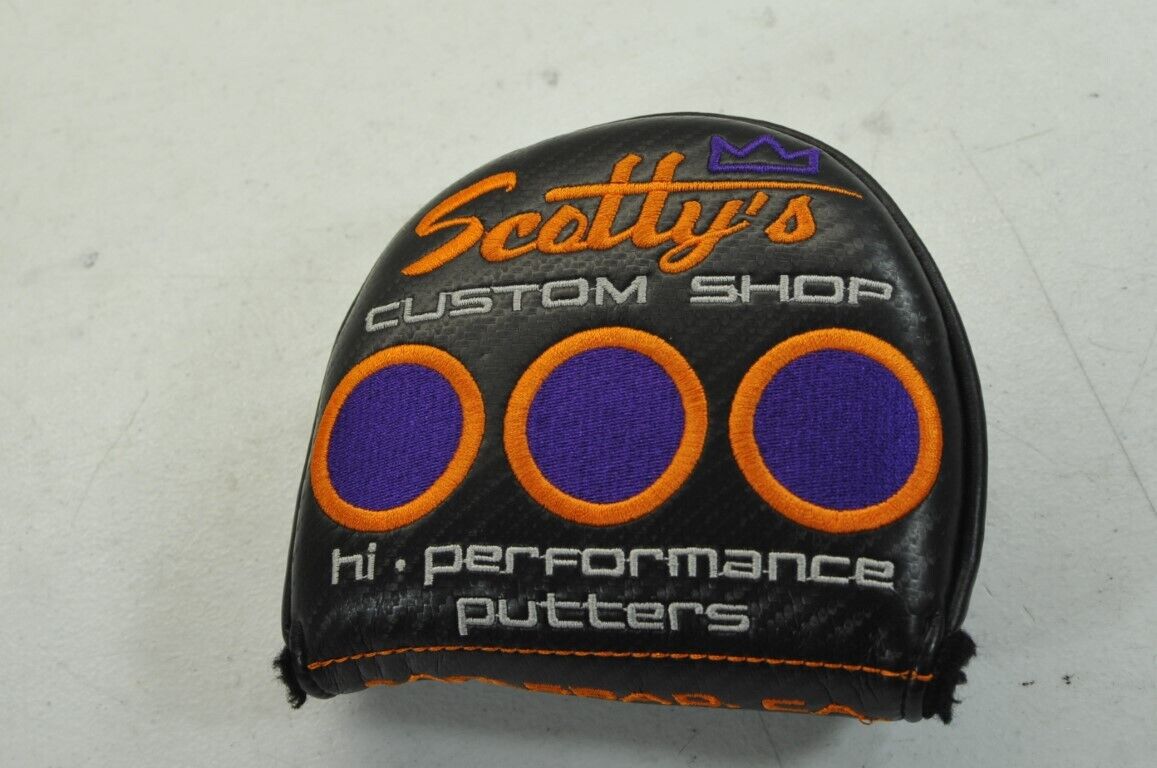 Scotty's
CUSTOM SHOP
hi · performance
putters